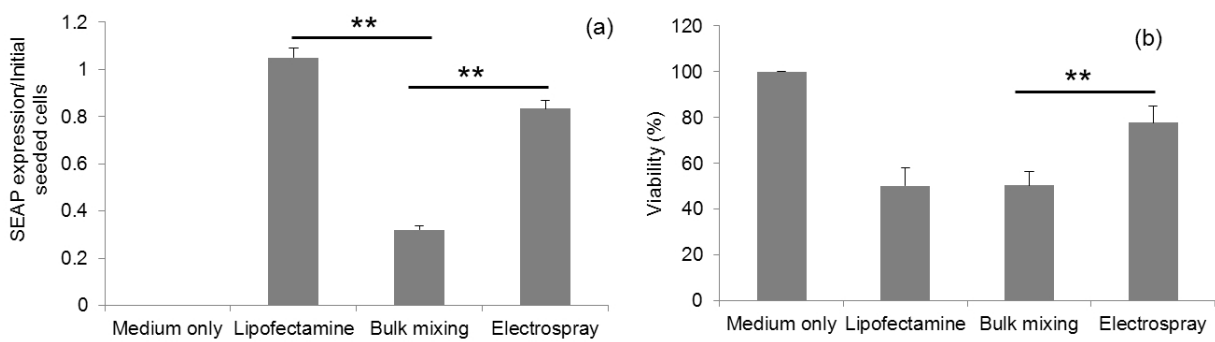 (a)
SEAP expression/Initial
seeded cells
1.2
1
0.8
0.6
0.4
0.2
0
**
**
Medium only
Lipofectamine
Bulk mixing
Electrospray
(b)
Viability (%)
120
100
80
60
40
20
0
**
Medium only
Lipofectamine
Bulk mixing
Electrospray